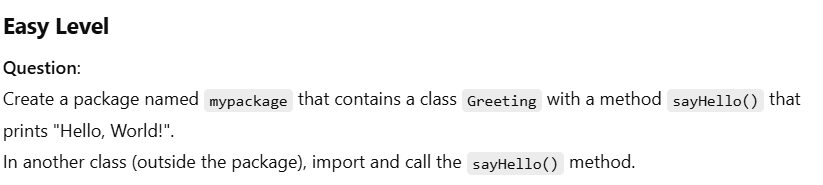 Easy Level
Question:
Create a package named mypackage that contains a class Greeting with a method sayHello() that
prints "Hello, World!".
In another class (outside the package), import and call the sayHello() method.